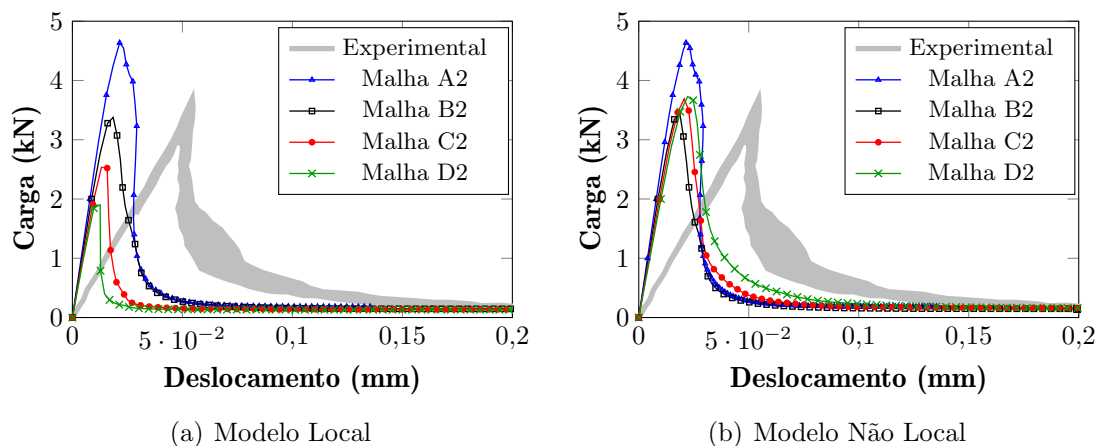 5
4
3
2
1
0
Carga (kN)
Experimental
Malha A2
Malha B2
Malha C2
Malha D2
0
5 · 10⁻²
0,1
0,15
0,2
Deslocamento (mm)
(a) Modelo Local
5
4
3
2
1
0
Carga (kN)
Experimental
Malha A2
Malha B2
Malha C2
Malha D2
0
5 · 10⁻²
0,1
0,15
0,2
Deslocamento (mm)
(b) Modelo Não Local